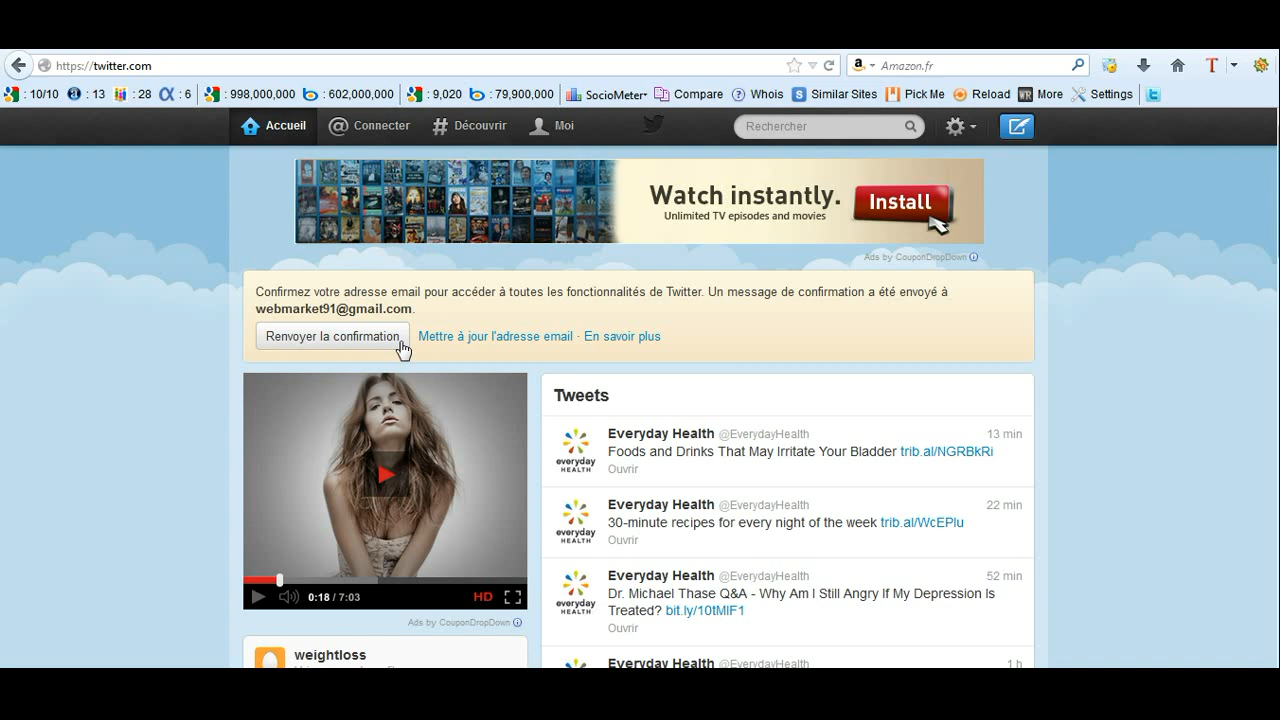 https://twitter.com
a
Amazon.fr
T
: 10/10
: 13
: 28
: 6
: 998,000,000
: 602,000,000
: 9,020
: 79,900,000
SocioMeter
Compare
? Whois
S Similar Sites
Pick Me
Reload
WR More
Settings
Accueil
@ Connecter
# Découvrir
Moi
Rechercher
Watch instantly.
Unlimited TV episodes and movies
Install
Ads by CouponDropDown
Confirmez votre adresse email pour accéder à toutes les fonctionnalités de Twitter. Un message de confirmation a été envoyé à
webmarket91@gmail.com.
Renvoyer la confirmation
Mettre à jour l'adresse email · En savoir plus
0:18 / 7:03
HD
Ads by CouponDropDown
weightloss
Tweets
everyday
HEALTH
Everyday Health @EverydayHealth 13 min
Foods and Drinks That May Irritate Your Bladder trib.al/NGRBkRi
Ouvrir
everyday
HEALTH
Everyday Health @EverydayHealth 22 min
30-minute recipes for every night of the week trib.al/WcEPlu
Ouvrir
everyday
HEALTH
Everyday Health @EverydayHealth 52 min
Dr. Michael Thase Q&A - Why Am I Still Angry If My Depression Is
Treated? bit.ly/10tMIF1
Ouvrir
Everyday Health @EverydayHealth 1 h